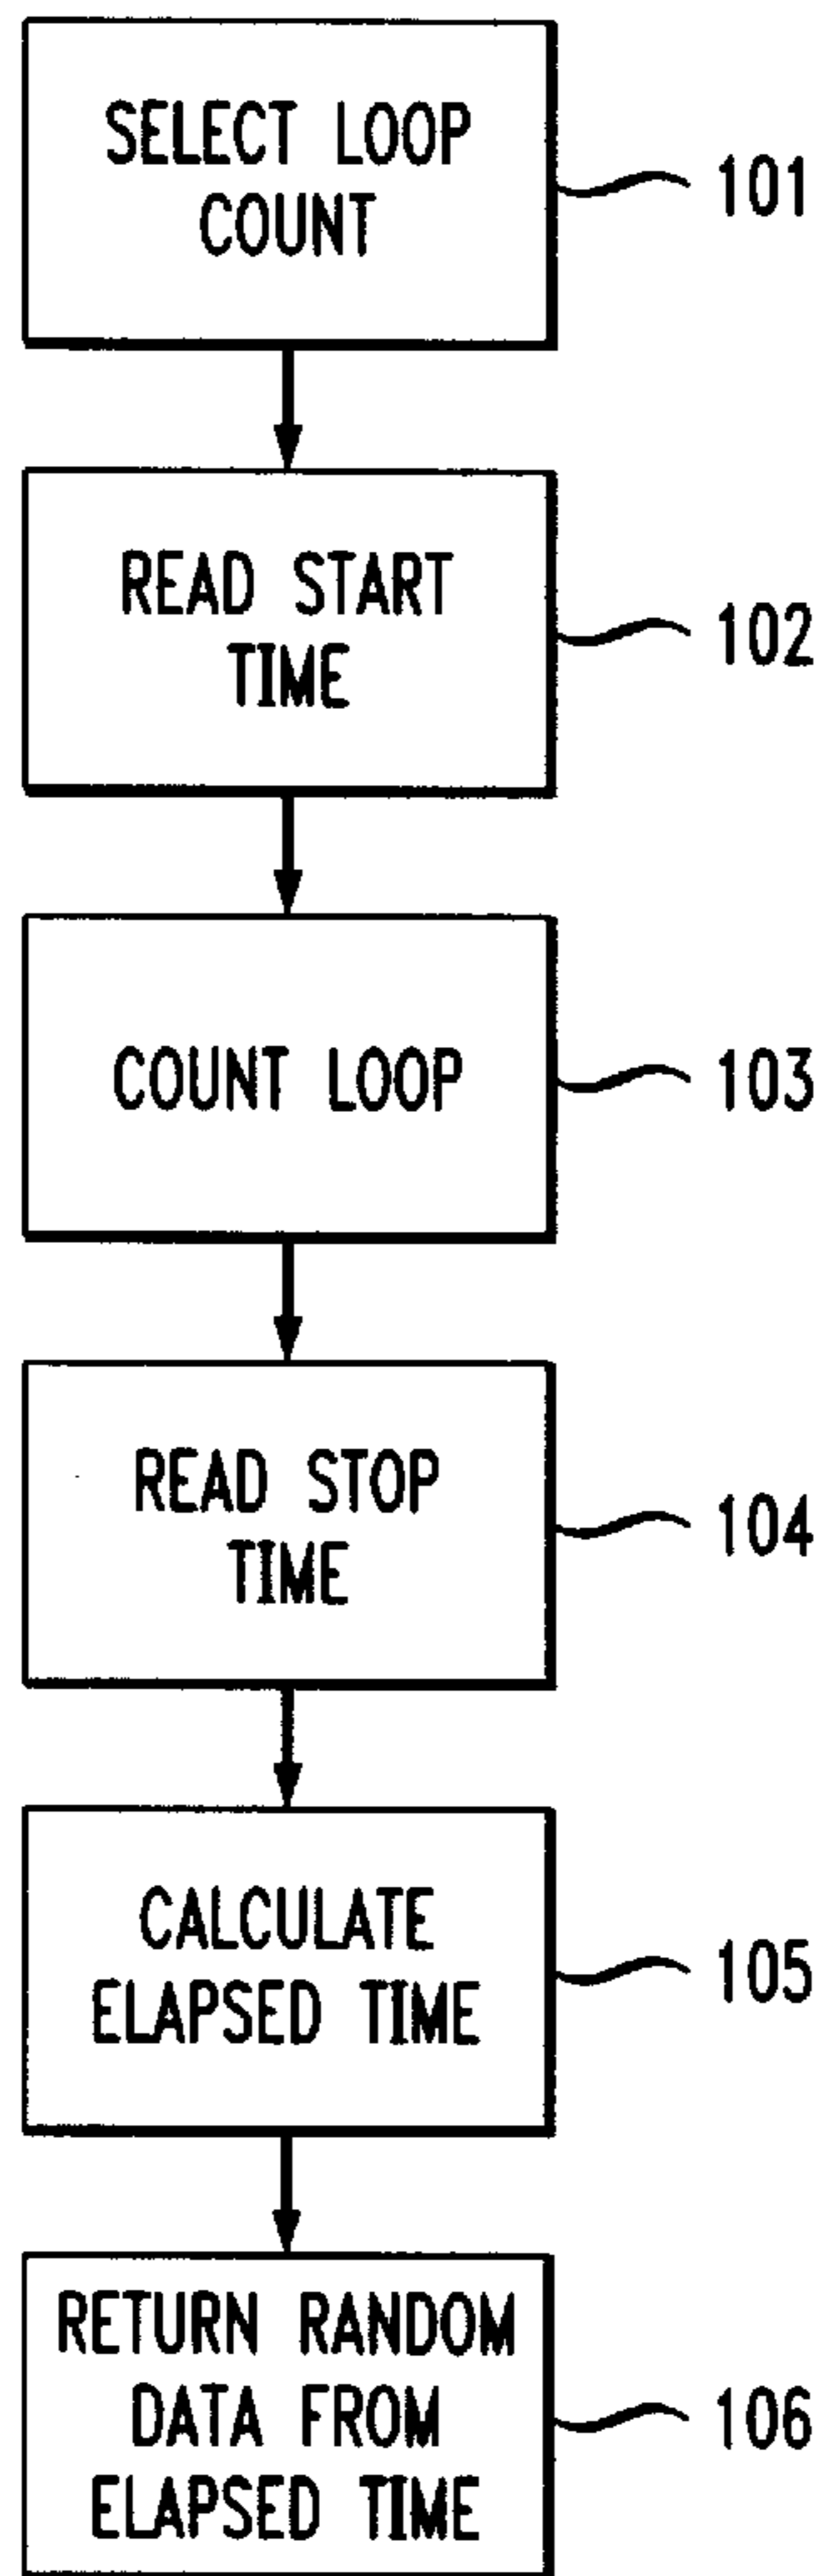 SELECT LOOP
COUNT
101
READ START
TIME
102
COUNT LOOP
103
READ STOP
TIME
104
CALCULATE
ELAPSED TIME
105
RETURN RANDOM
DATA FROM
ELAPSED TIME
106